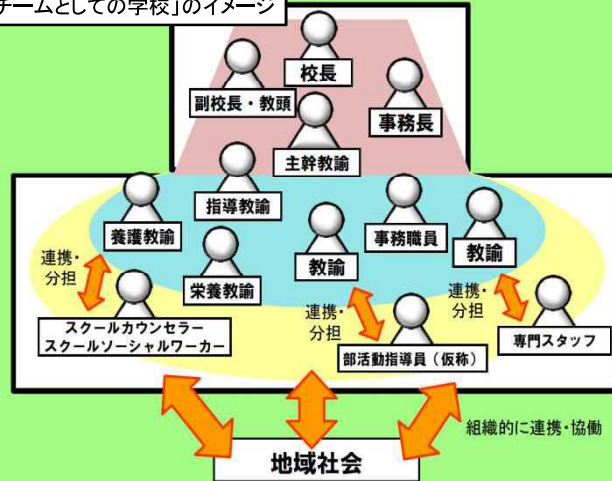 チームとしての学校」のイメージ
校長
副校長・教頭
事務長
主幹教諭
指導教諭
養護教諭
事務職員
教諭
教諭
栄養教諭
連携・
分担
連携・
分担
連携・
分担
スクールカウンセラー
スクールソーシャルワーカー
部活動指導員（仮称）
専門スタッフ
組織的に連携・協働
地域社会